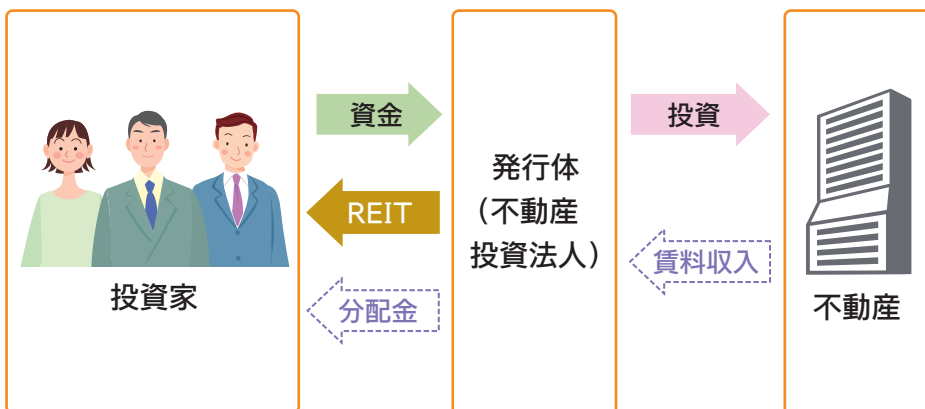 投資家
資金
REIT
分配金
発行体
（不動産
投資法人）
投資
賃料収入
不動産